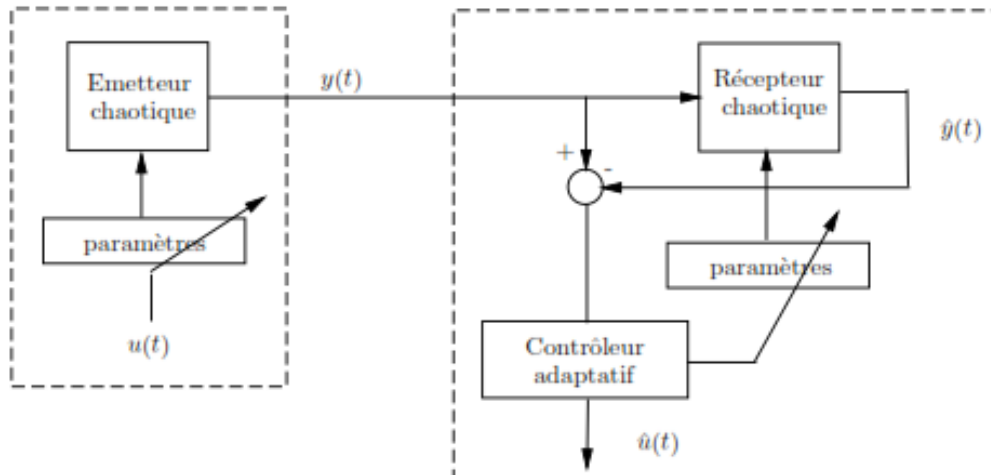 Emetteur
chaotique
y(t)
Récepteur
chaotique
ŷ(t)
+
-
paramètres
paramètres
u(t)
Contrôleur
adaptatif
û(t)